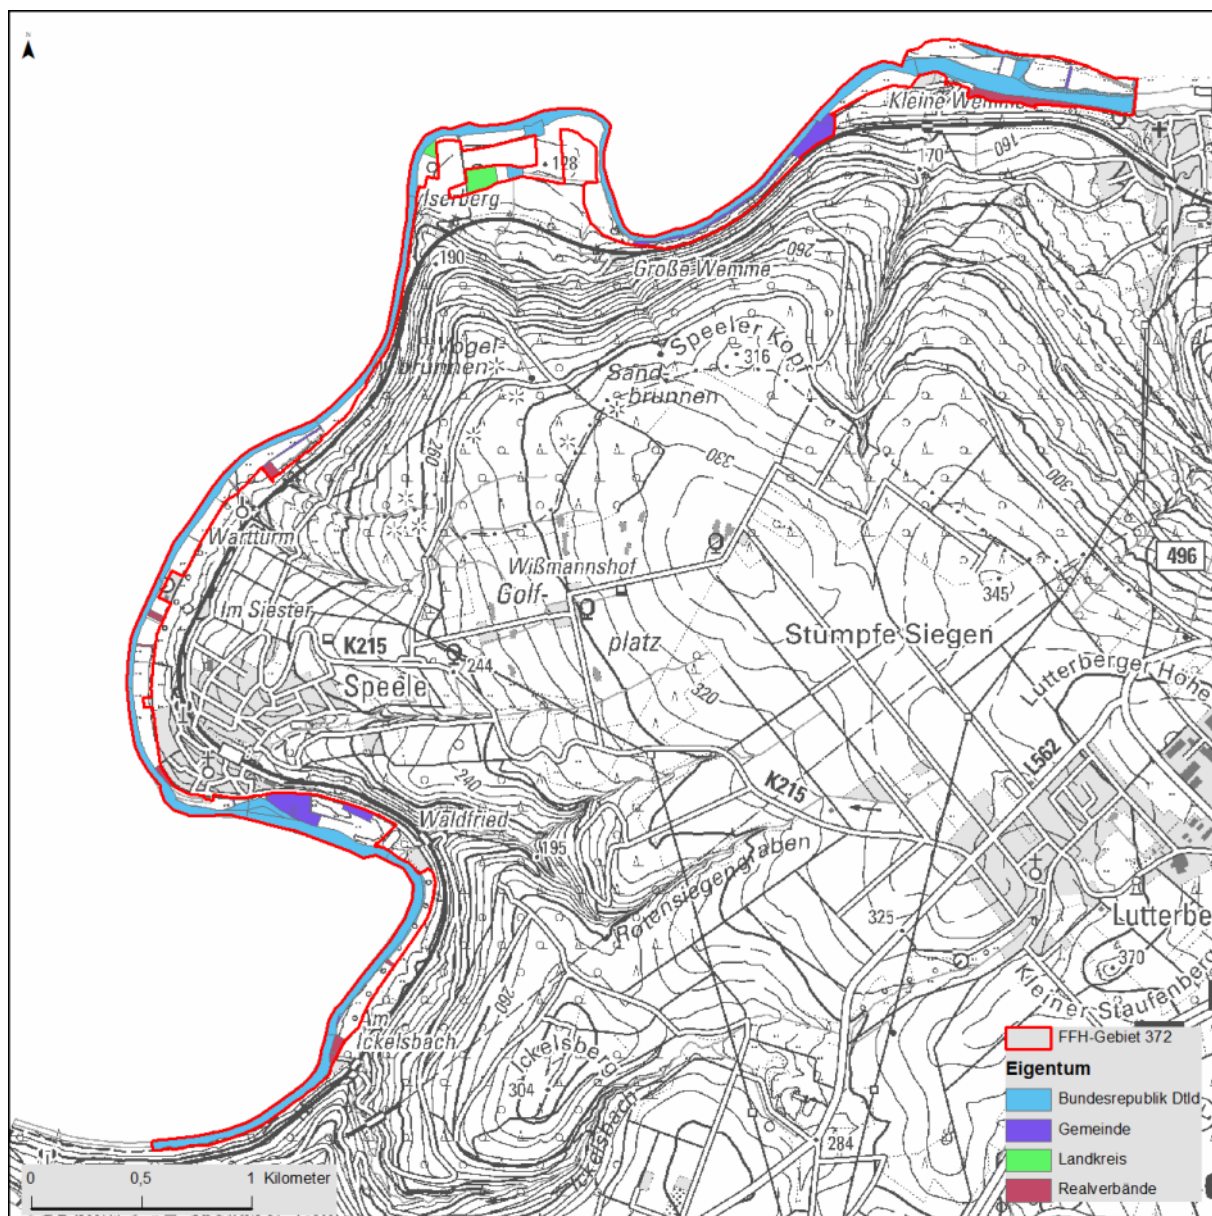 N
Kleine Wemme
170
160
128
Ilserberg
190
260
Große Wemme
Speeler Kopf
316
Vogel-
brunnen
Sand-
brunnen
260
330
300
Wartturm
Wißmannshof
Golf-
platz
496
345
Im Siester
K215
244
Stumpfe Siegen
Speele
320
Lutterberger Höhe
L562
240
K215
Waldfried
195
Rotensiegengraben
325
Lutterbe
370
Kleiner Staufenberg
260
Am
Ickelsbach
Ickelsberg
304
Ickelsbach
284
FFH-Gebiet 372
Eigentum
Bundesrepublik Dtld
Gemeinde
Landkreis
Realverbände
0
0,5
1 Kilometer